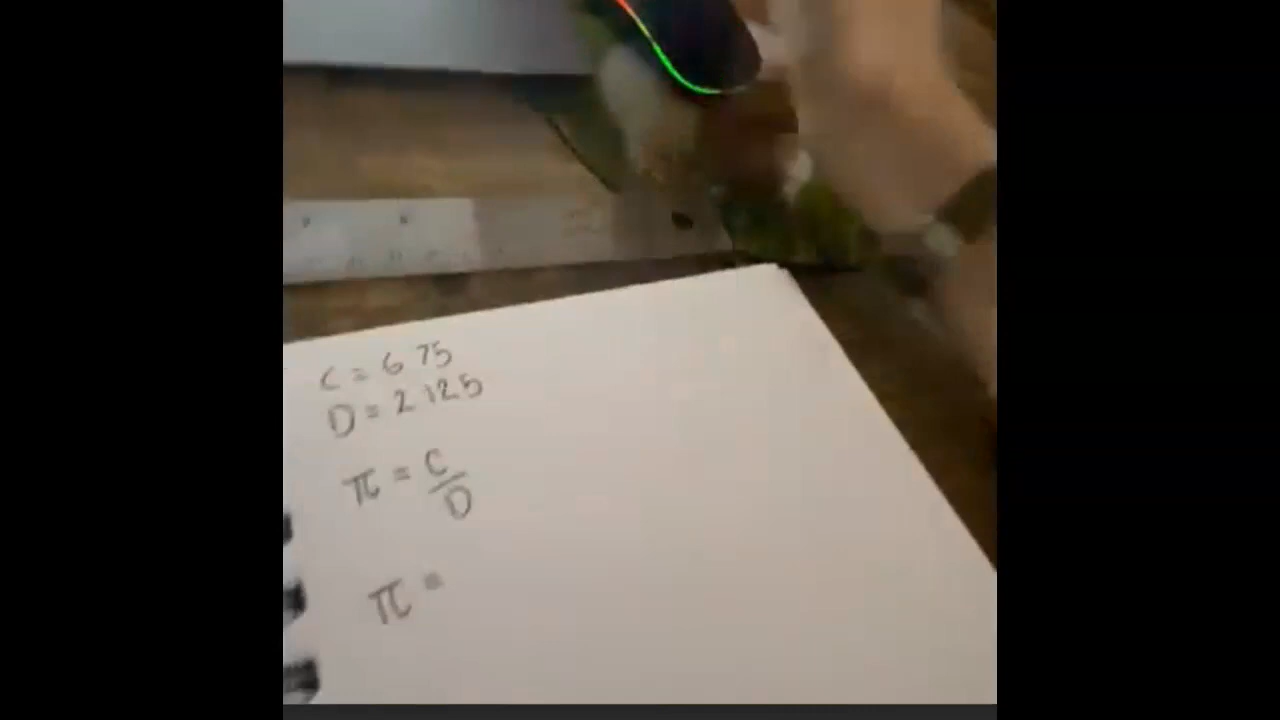 C = 6 75
D = 2 125
π = C/D
π =